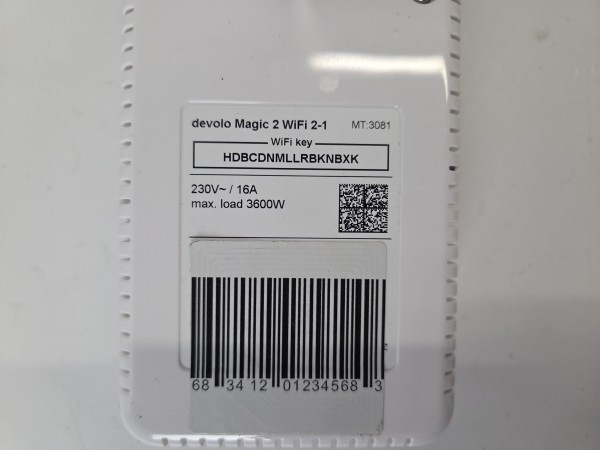 devolo Magic 2 WiFi 2-1 MT:3081
WiFi key
HDBCDNMLLRBKNBXK
230V~ / 16A
max. load 3600W
68 34 12 01234568 3